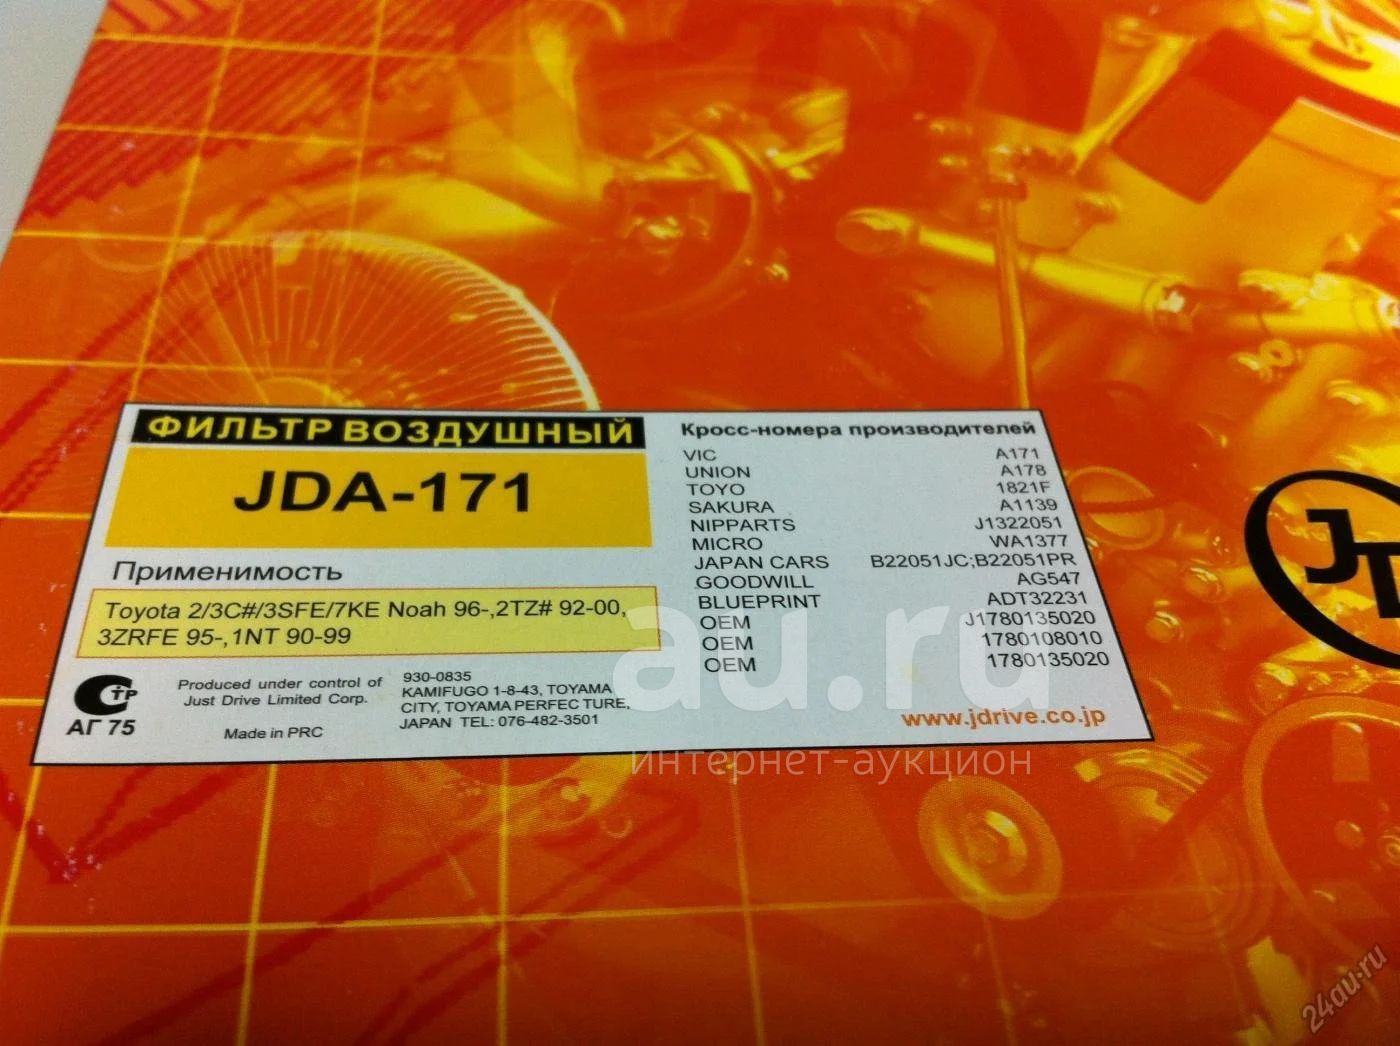 ФИЛЬТР ВОЗДУШНЫЙ
JDA-171
Применимость
Toyota 2/3C#/3SFE/7KE Noah 96-,2TZ# 92-00,
3ZRFE 95-,1NT 90-99
СТР
АГ 75
Produced under control of
Just Drive Limited Corp.
Made in PRC
930-0835
KAMIFUGO 1-8-43, TOYAMA
CITY, TOYAMA PERFEC TURE,
JAPAN TEL: 076-482-3501
Кросс-номера производителей
VIC A171
UNION A178
TOYO 1821F
SAKURA A1139
NIPPARTS J1322051
MICRO WA1377
JAPAN CARS B22051JC;B22051PR
GOODWILL AG547
BLUEPRINT ADT32231
OEM J1780135020
OEM 1780108010
OEM 1780135020
www.jdrive.co.jp
au.ru
интернет-аукцион
24au.ru